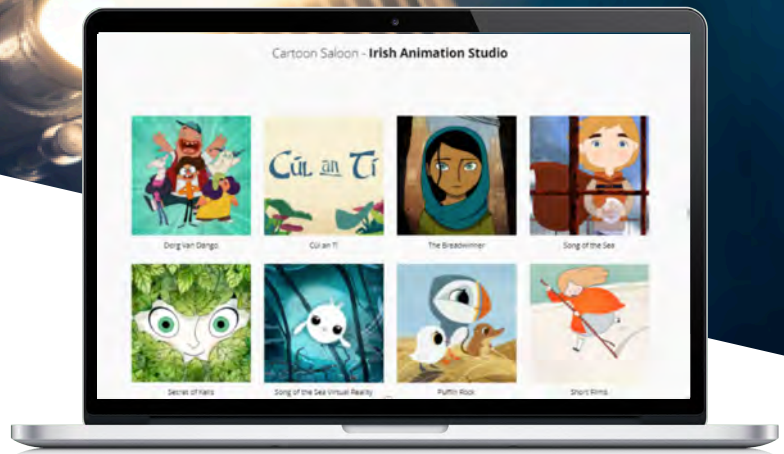 Cartoon Saloon - Irish Animation Studio
CÚL an Tí
Dorg Van Dango
Cúl an Tí
The Breadwinner
Song of the Sea
Secret of Kells
Song of the Sea Virtual Reality
Puffin Rock
Short Films